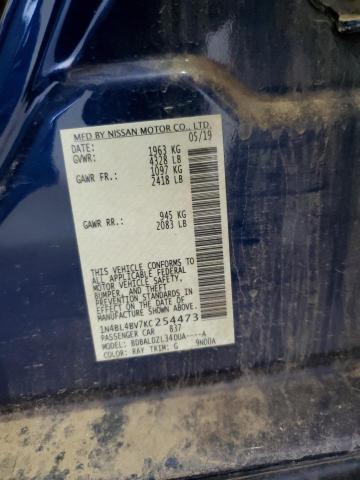 MFD BY NISSAN MOTOR CO., LTD.
05/19
DATE:
GVWR: 1963 KG
4328 LB
GAWR FR.: 1097 KG
2418 LB
GAWR RR: 945 KG
2083 LB
THIS VEHICLE CONFORMS TO
ALL APPLICABLE FEDERAL
MOTOR VEHICLE SAFETY,
BUMPER, AND THEFT
PREVENTION STANDARDS IN
EFFECT ON THE DATE OF
MANUFACTURE SHOWN ABOVE.
1N4BL4BV7KC254473
PASSENGER CAR 837
MODEL: BDBALDZL34DUA----A
COLOR: RAY TRIM: G 9N00A